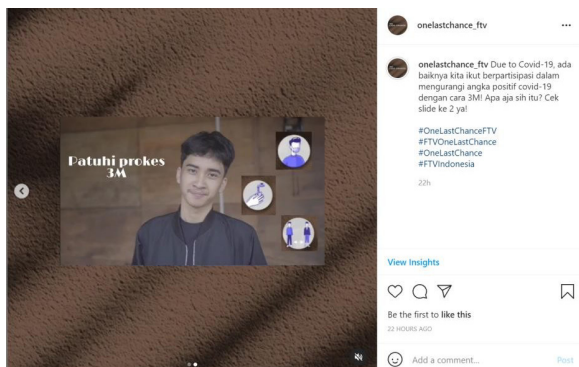 onelastchance_ftv
onelastchance_ftv Due to Covid-19, ada
baiknya kita ikut berpartisipasi dalam
mengurangi angka positif covid-19
dengan cara 3M! Apa aja sih itu? Cek
slide ke 2 ya!
#OneLastChanceFTV
#FTVOneLastChance
#OneLastChance
#FTVIndonesia
22h
Patuhi prokes
3M
View Insights
Be the first to like this
22 HOURS AGO
Add a comment...
Post